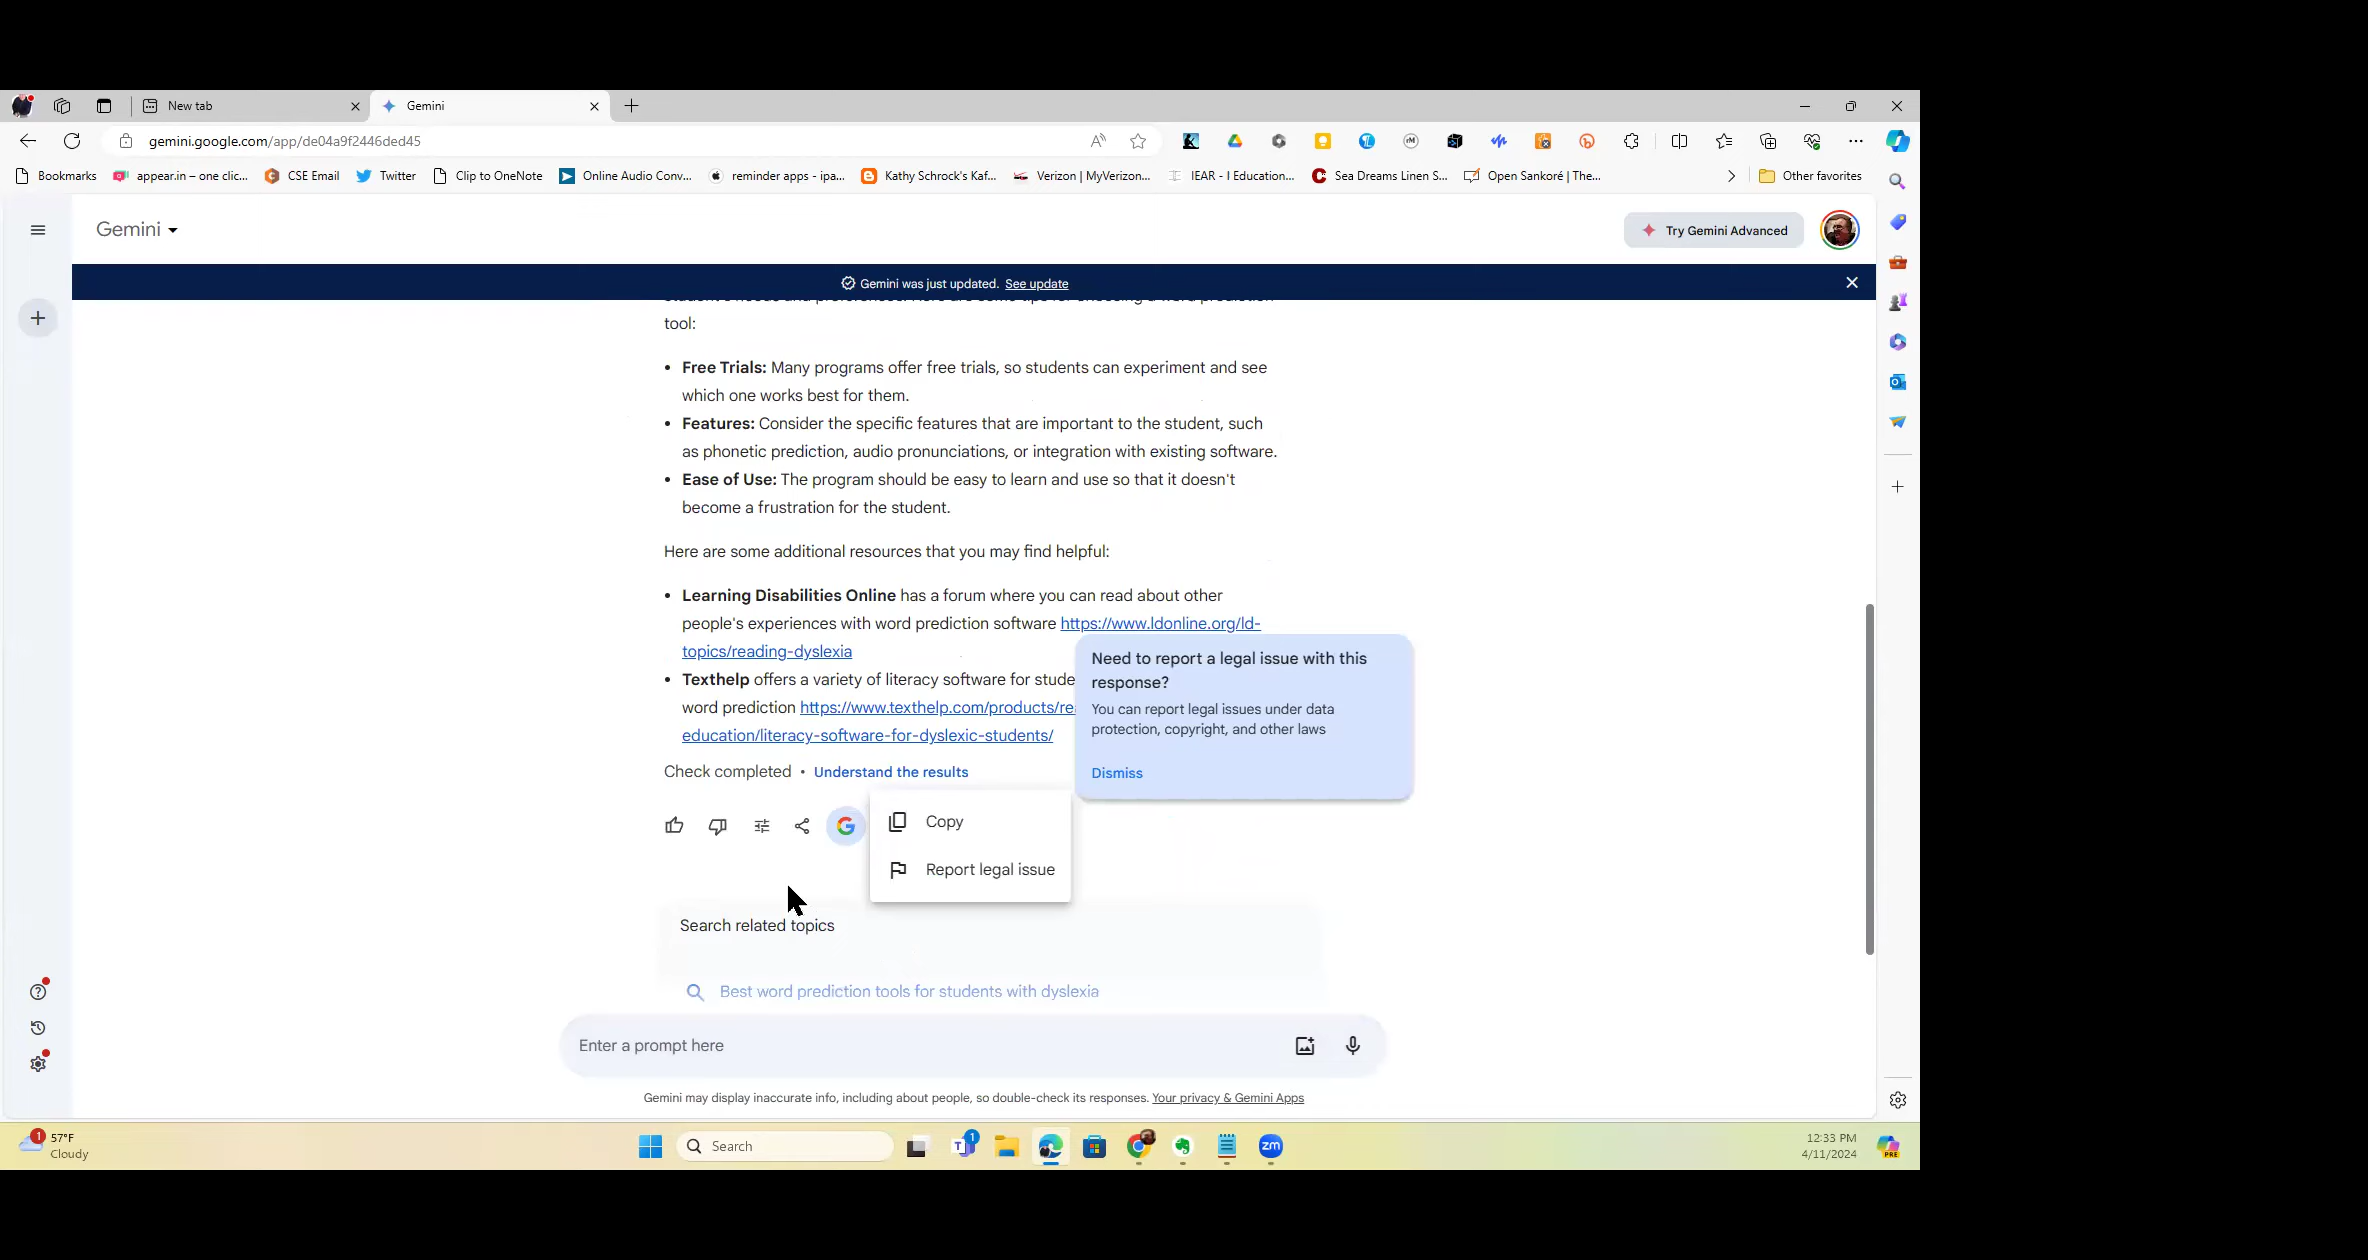 New tab
Gemini
gemini.google.com/app/de04a9f2446ded45
Bookmarks
appear.in – one clic...
CSE Email
Twitter
Clip to OneNote
Online Audio Conv...
reminder apps - ipa...
Kathy Schrock's Kaf...
Verizon | MyVerizon...
IEAR - I Education...
Sea Dreams Linen S...
Open Sankoré | The...
Other favorites
Gemini
Try Gemini Advanced
Gemini was just updated. See update
tool:
• Free Trials: Many programs offer free trials, so students can experiment and see
which one works best for them.
• Features: Consider the specific features that are important to the student, such
as phonetic prediction, audio pronunciations, or integration with existing software.
• Ease of Use: The program should be easy to learn and use so that it doesn't
become a frustration for the student.
Here are some additional resources that you may find helpful:
• Learning Disabilities Online has a forum where you can read about other
people's experiences with word prediction software https://www.ldonline.org/ld-
topics/reading-dyslexia
• Texthelp offers a variety of literacy software for stude
word prediction https://www.texthelp.com/products/re
education/literacy-software-for-dyslexic-students/
Need to report a legal issue with this
response?
You can report legal issues under data
protection, copyright, and other laws
Dismiss
Check completed • Understand the results
Copy
Report legal issue
Search related topics
Best word prediction tools for students with dyslexia
Enter a prompt here
Gemini may display inaccurate info, including about people, so double-check its responses. Your privacy & Gemini Apps
1
57°F
Cloudy
Search
1
zm
12:33 PM
4/11/2024
PRE